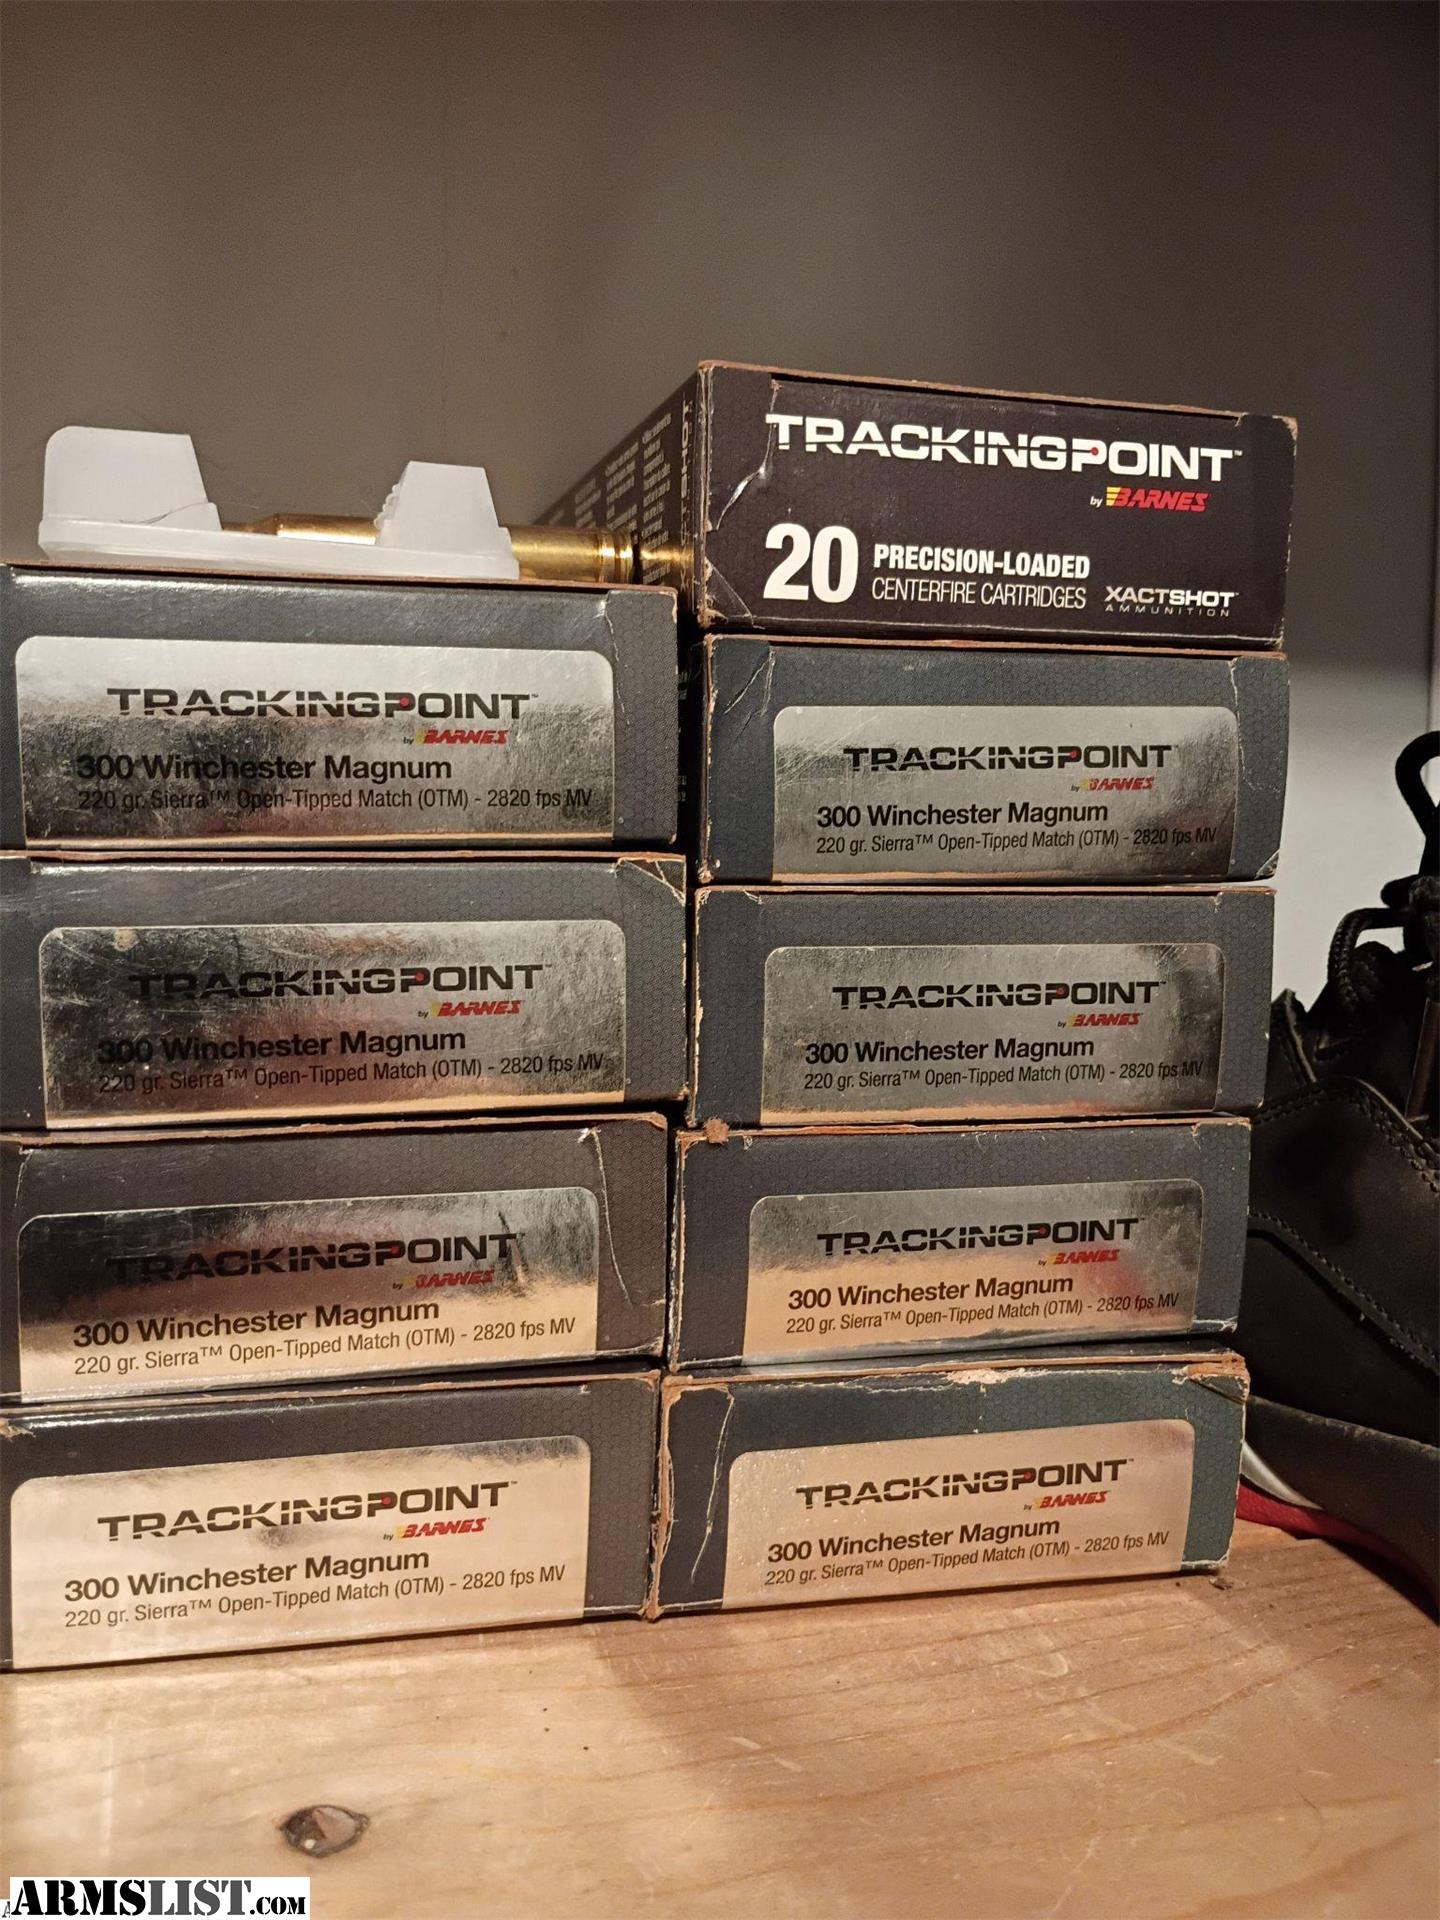 TRACKINGPOINT™
by BARNES
20 PRECISION-LOADED
CENTERFIRE CARTRIDGES
XACTSHOT
AMMUNITION
TRACKINGPOINT™
by BARNES
300 Winchester Magnum
220 gr. Sierra™ Open-Tipped Match (OTM) - 2820 fps MV
TRACKINGPOINT
by BARNES
300 Winchester Magnum
220 gr. Sierra™ Open-Tipped Match (OTM) - 2820 fps MV
TRACKINGPOINT™
by BARNES
300 Winchester Magnum
220 gr. Sierra™ Open-Tipped Match (OTM) - 2820 fps MV
TRACKINGPOINT™
by BARNES
300 Winchester Magnum
220 gr. Sierra™ Open-Tipped Match (OTM) - 2820 fps MV
TRACKINGPOINT
by BARNES
300 Winchester Magnum
220 gr. Sierra™ Open-Tipped Match (OTM) - 2820 fps MV
TRACKINGPOINT™
by BARNES
300 Winchester Magnum
220 gr. Sierra™ Open-Tipped Match (OTM) - 2820 fps MV
TRACKINGPOINT™
by BARNES
300 Winchester Magnum
220 gr. Sierra™ Open-Tipped Match (OTM) - 2820 fps MV
TRACKINGPOINT™
by BARNES
300 Winchester Magnum
220 gr. Sierra™ Open-Tipped Match (OTM) - 2820 fps MV
ARMSLIST.COM